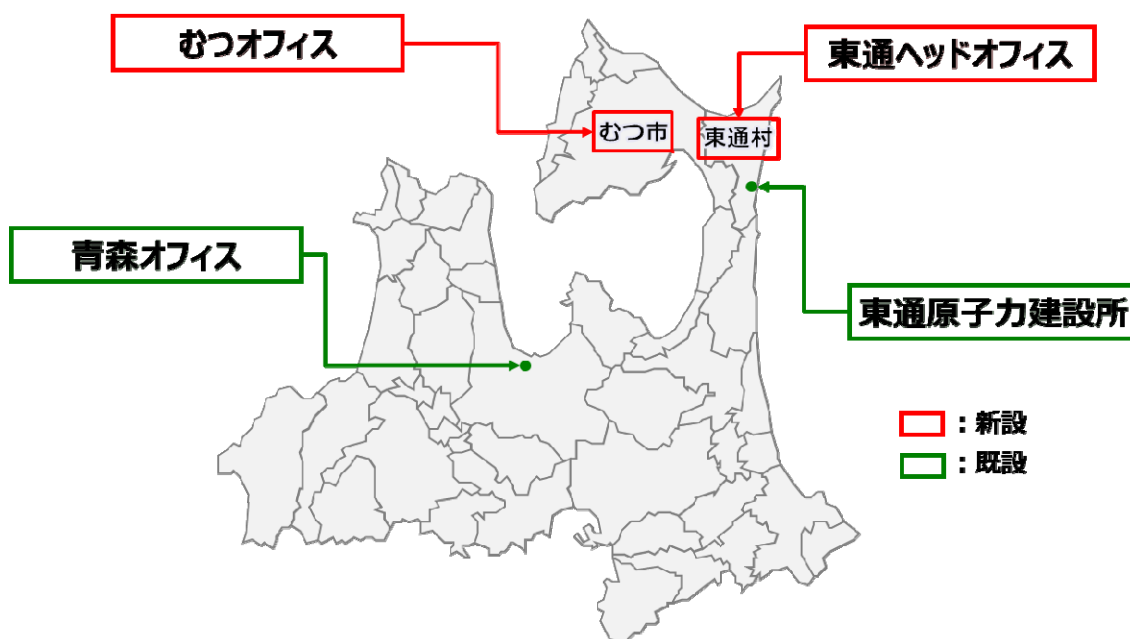 むつオフィス
東通ヘッドオフィス
むつ市
東通村
青森オフィス
東通原子力建設所
：新設
：既設